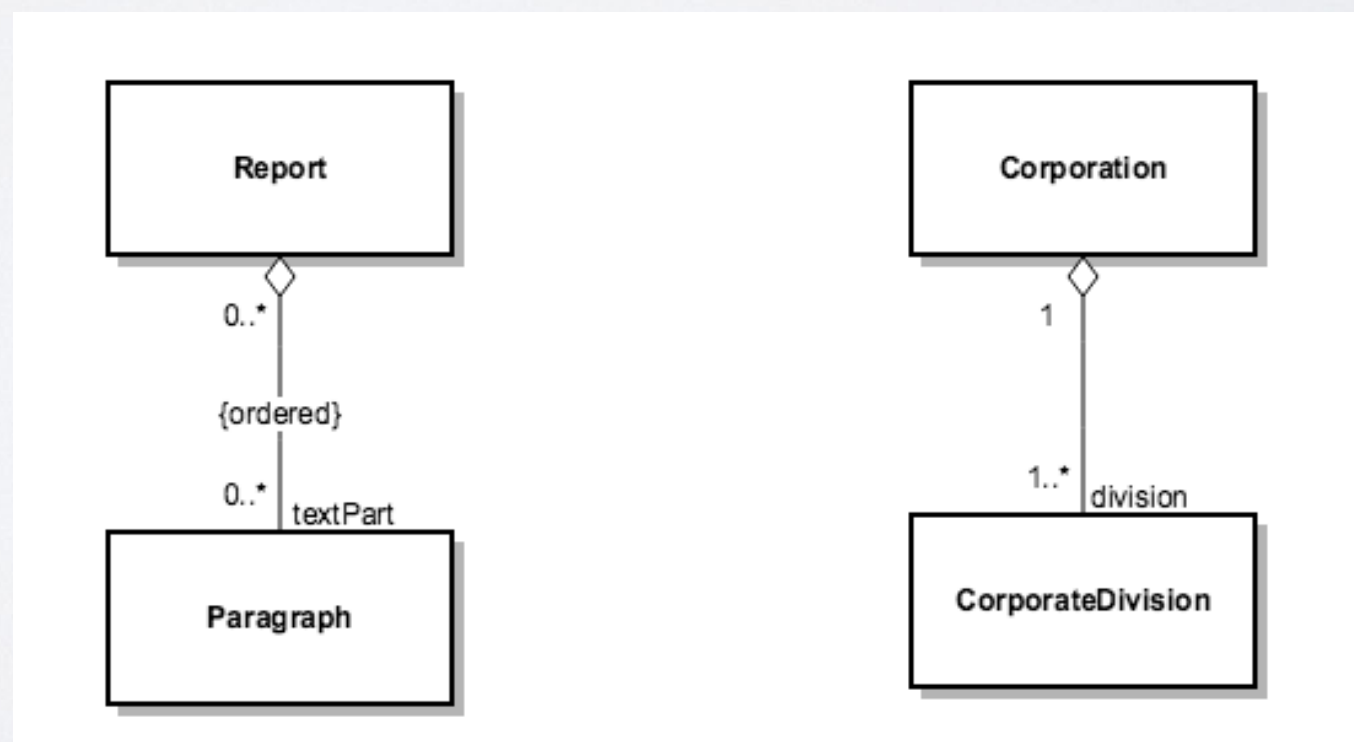 Report
0..*
{ordered}
0..*
textPart
Paragraph
Corporation
1
1..*
division
CorporateDivision